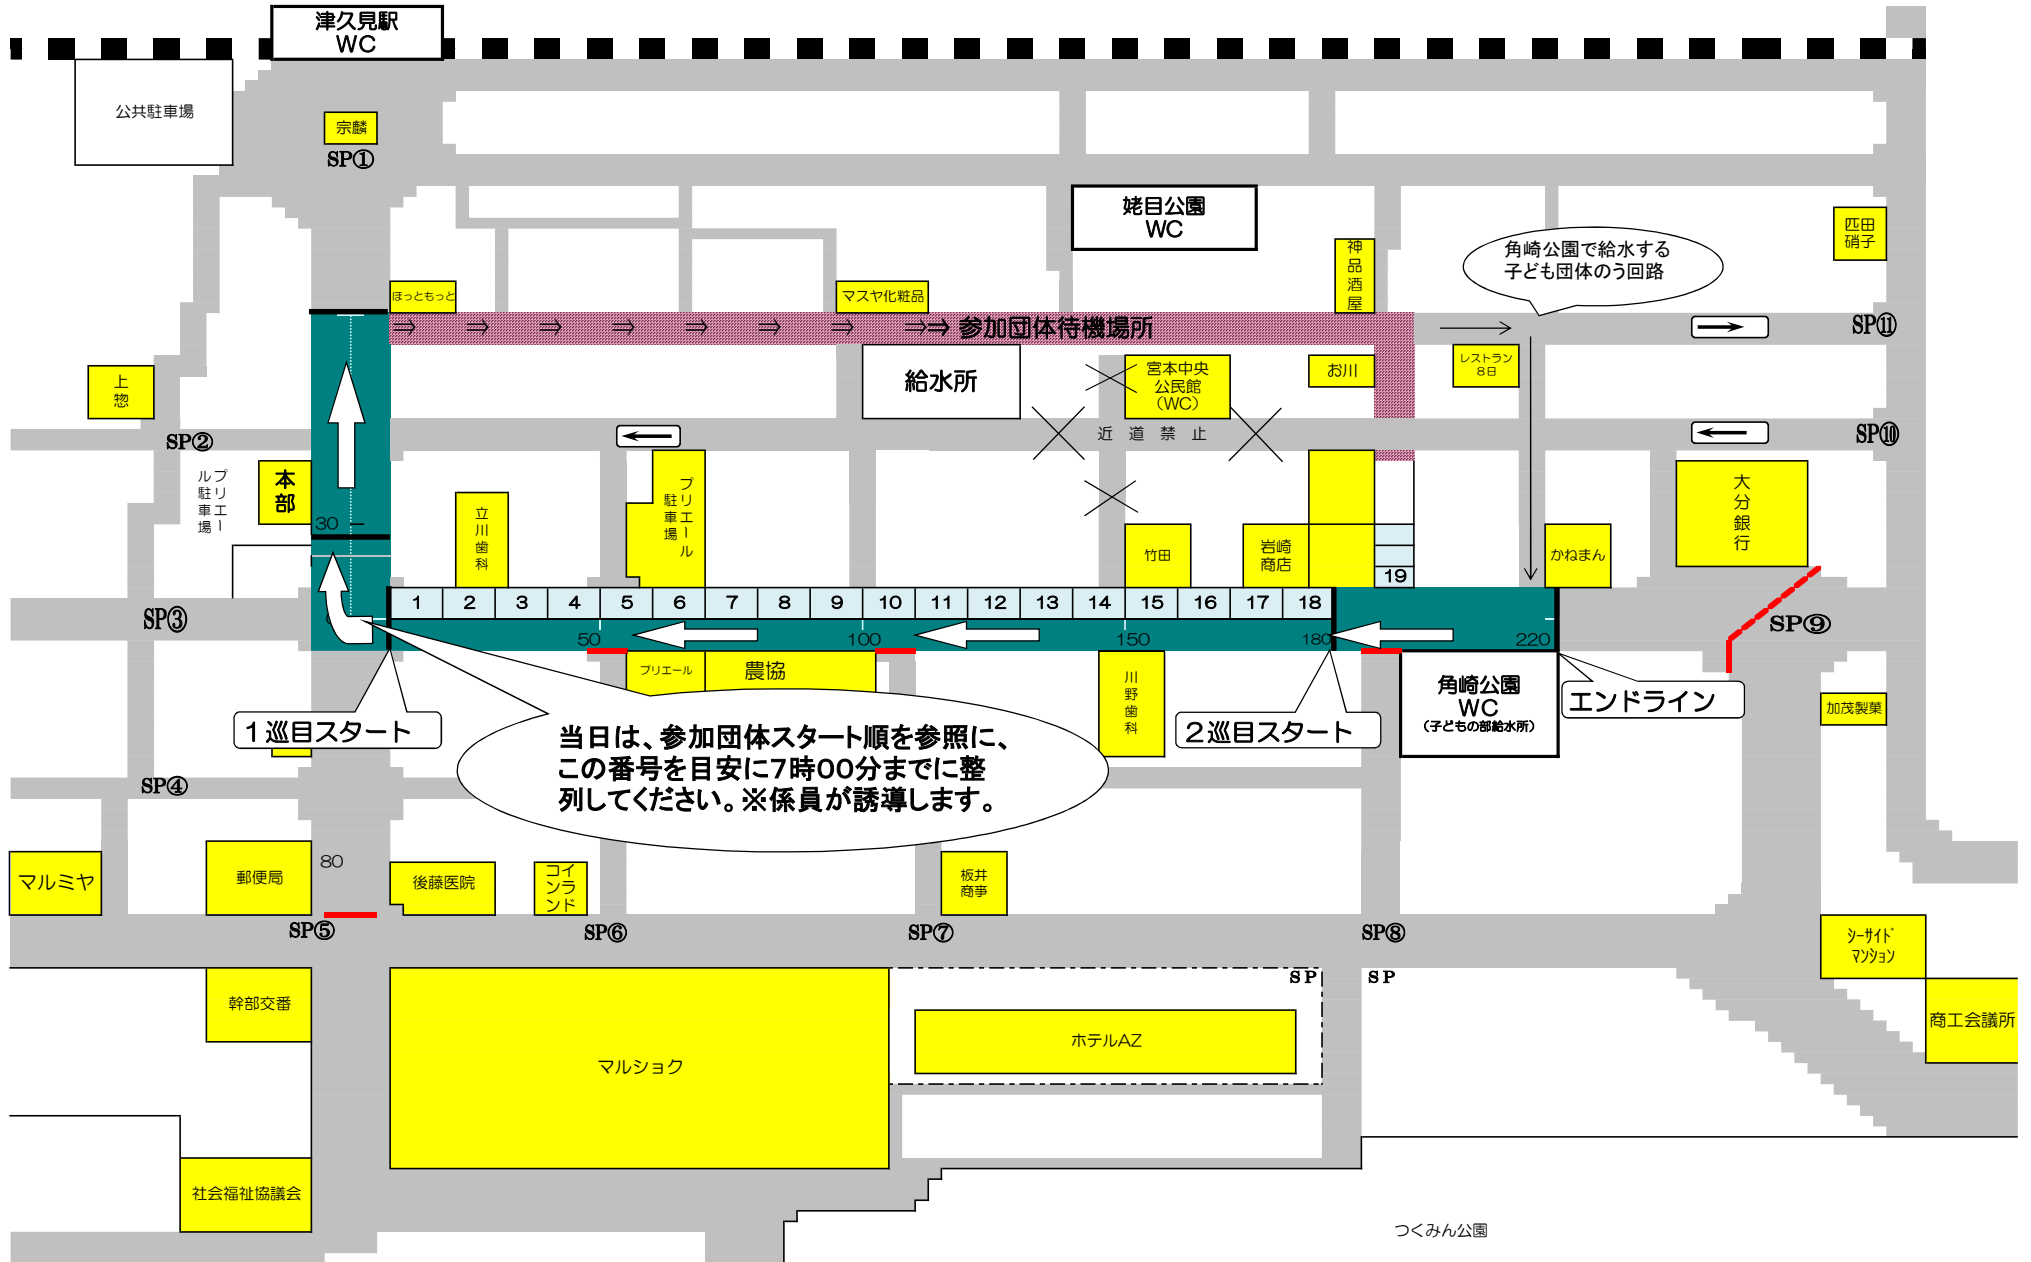 津久見駅
WC
公共駐車場
宗麟
SP①
姥目公園
WC
神品酒屋
角崎公園で給水する
子ども団体のう回路
匹田
硝子
ほっともっと
マスヤ化粧品
⇒ ⇒ ⇒ ⇒ ⇒ ⇒ ⇒ ⇒⇒ 参加団体待機場所
SP⑪
上惣
給水所
宮本中央
公民館
（WC）
お川
レストラン
8日
SP②
近道禁止
SP⑩
本部
プリエール駐車場
30
立川歯科
プリエール
駐車場
竹田
岩崎
商店
19
かねまん
大分銀行
SP③
1 2 3 4 5 6 7 8 9 10 11 12 13 14 15 16 17 18
50
100
150
180
220
SP⑨
プリエール
農協
川野歯科
角崎公園
WC
（子どもの部給水所）
エンドライン
加茂製菓
１巡目スタート
２巡目スタート
当日は、参加団体スタート順を参照に、
この番号を目安に7時00分までに整
列してください。※係員が誘導します。
SP④
80
マルミヤ
郵便局
後藤医院
コイ
ンラ
ンド
板井
商事
SP⑤
SP⑥
SP⑦
SP⑧
シーサイド
マンション
SP
SP
幹部交番
マルショク
ホテルAZ
商工会議所
社会福祉協議会
つくみん公園